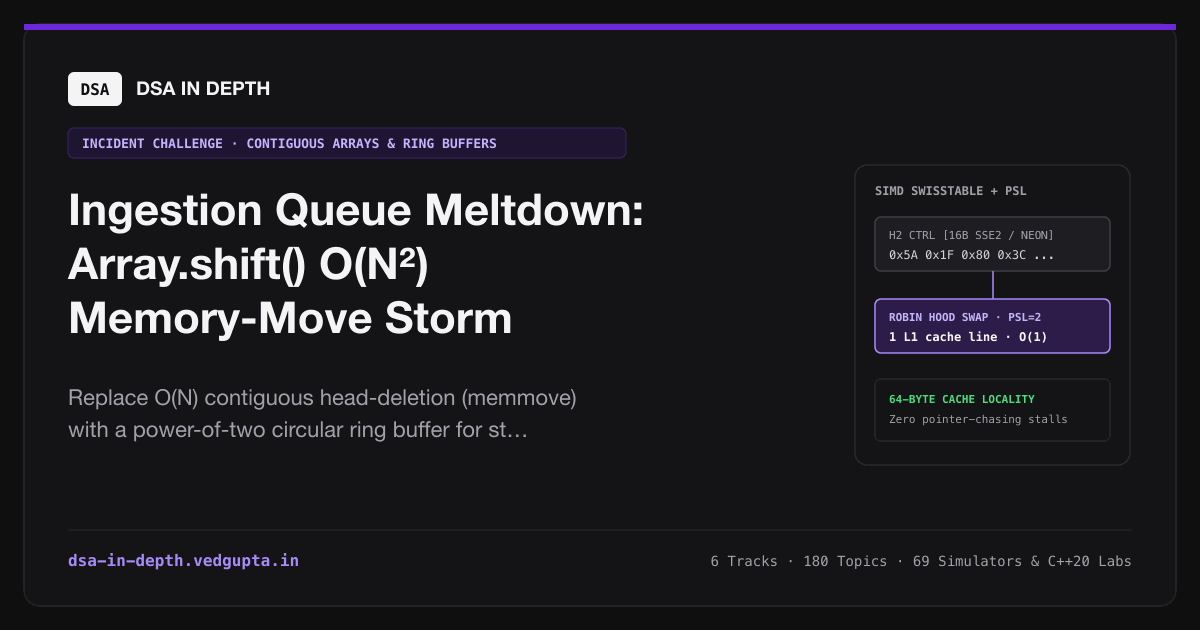 DSA DSA IN DEPTH
INCIDENT CHALLENGE · CONTIGUOUS ARRAYS & RING BUFFERS
Ingestion Queue Meltdown:
Array.shift() O(N²)
Memory-Move Storm
Replace O(N) contiguous head-deletion (memmove)
with a power-of-two circular ring buffer for st…
SIMD SWISSTABLE + PSL
H2 CTRL [16B SSE2 / NEON]
0x5A 0x1F 0x80 0x3C ...
ROBIN HOOD SWAP · PSL=2
1 L1 cache line · O(1)
64-BYTE CACHE LOCALITY
Zero pointer-chasing stalls
dsa-in-depth.vedgupta.in
6 Tracks · 180 Topics · 69 Simulators & C++20 Labs